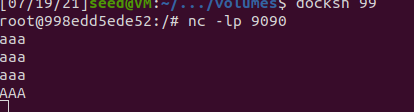 [07/19/21]seed@VM:~/.../volumes$ docksh 99
root@998edd5ede52:/# nc -lp 9090
aaa
aaa
aaa
AAA